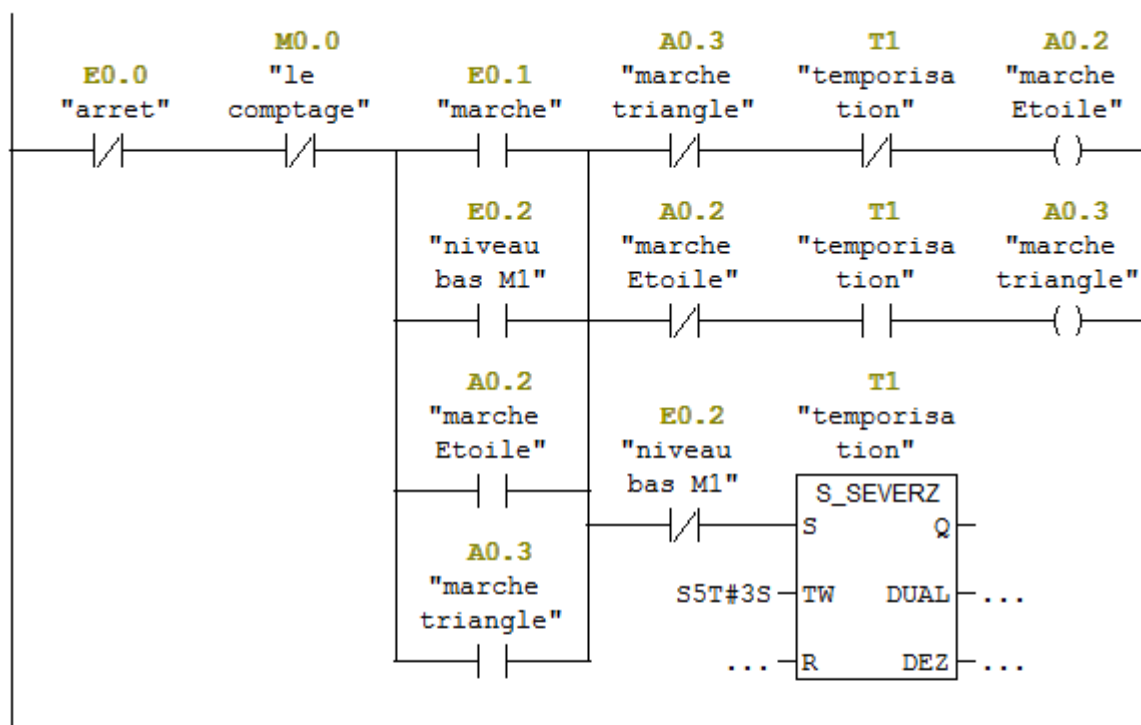 E0.0
"arret"
M0.0
"le
comptage"
E0.1
"marche"
A0.3
"marche
triangle"
T1
"temporisa
tion"
A0.2
"marche
Etoile"
E0.2
"niveau
bas M1"
A0.2
"marche
Etoile"
T1
"temporisa
tion"
A0.3
"marche
triangle"
A0.2
"marche
Etoile"
E0.2
"niveau
bas M1"
T1
"temporisa
tion"
S_SEVERZ
S Q
A0.3
"marche
triangle"
S5T#3S TW DUAL ...
... R DEZ ...